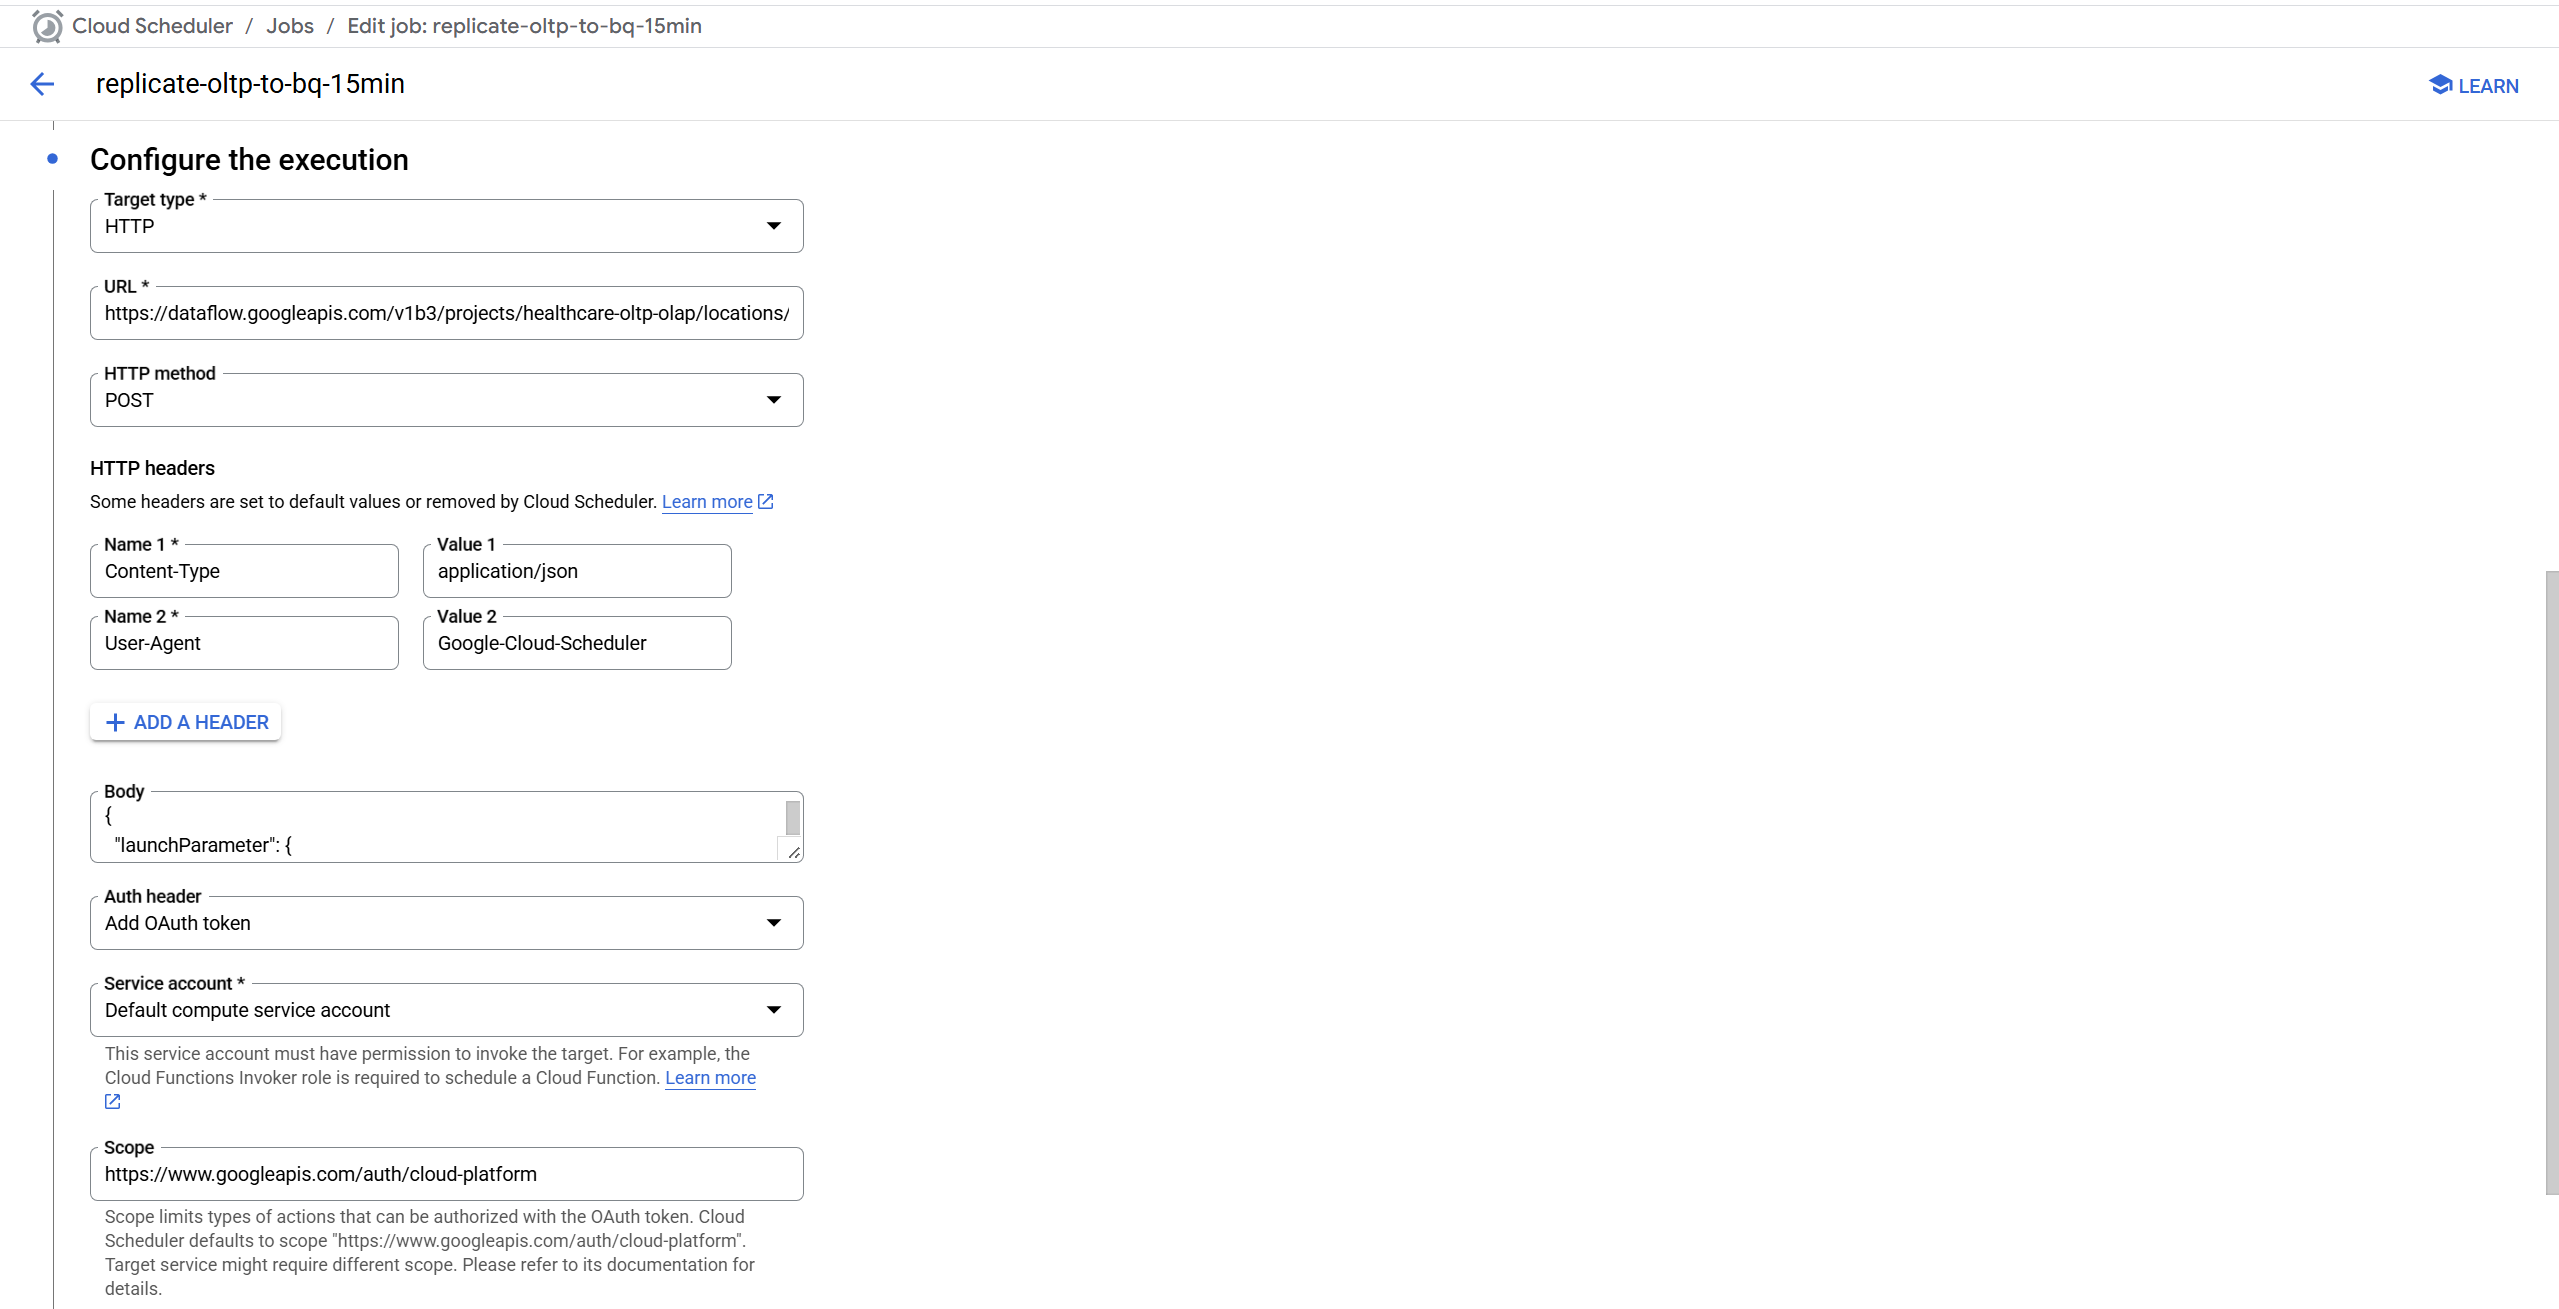 Cloud Scheduler / Jobs / Edit job: replicate-oltp-to-bq-15min
replicate-oltp-to-bq-15min
LEARN
Configure the execution
Target type *
HTTP
URL *
https://dataflow.googleapis.com/v1b3/projects/healthcare-oltp-olap/locations/
HTTP method
POST
HTTP headers
Some headers are set to default values or removed by Cloud Scheduler. Learn more
Name 1 *
Content-Type
Value 1
application/json
Name 2 *
User-Agent
Value 2
Google-Cloud-Scheduler
+ ADD A HEADER
Body
{
"launchParameter": {
Auth header
Add OAuth token
Service account *
Default compute service account
This service account must have permission to invoke the target. For example, the
Cloud Functions Invoker role is required to schedule a Cloud Function. Learn more
Scope
https://www.googleapis.com/auth/cloud-platform
Scope limits types of actions that can be authorized with the OAuth token. Cloud
Scheduler defaults to scope "https://www.googleapis.com/auth/cloud-platform".
Target service might require different scope. Please refer to its documentation for
details.